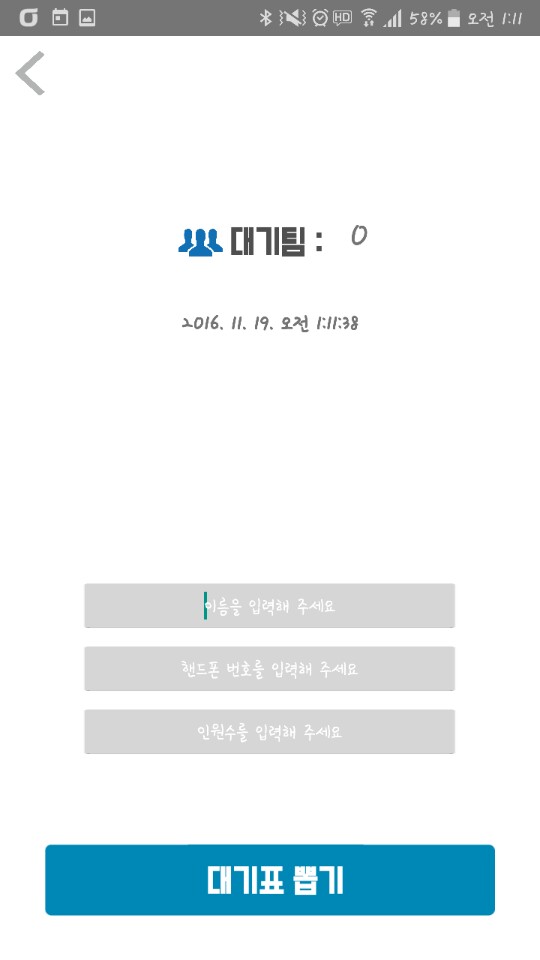 HD 58% 오전 1:11
대기팀 : 0
2016. 11. 19. 오전 1:11:38
이름을 입력해 주세요
핸드폰 번호를 입력해 주세요
인원수를 입력해 주세요
대기표 뽑기